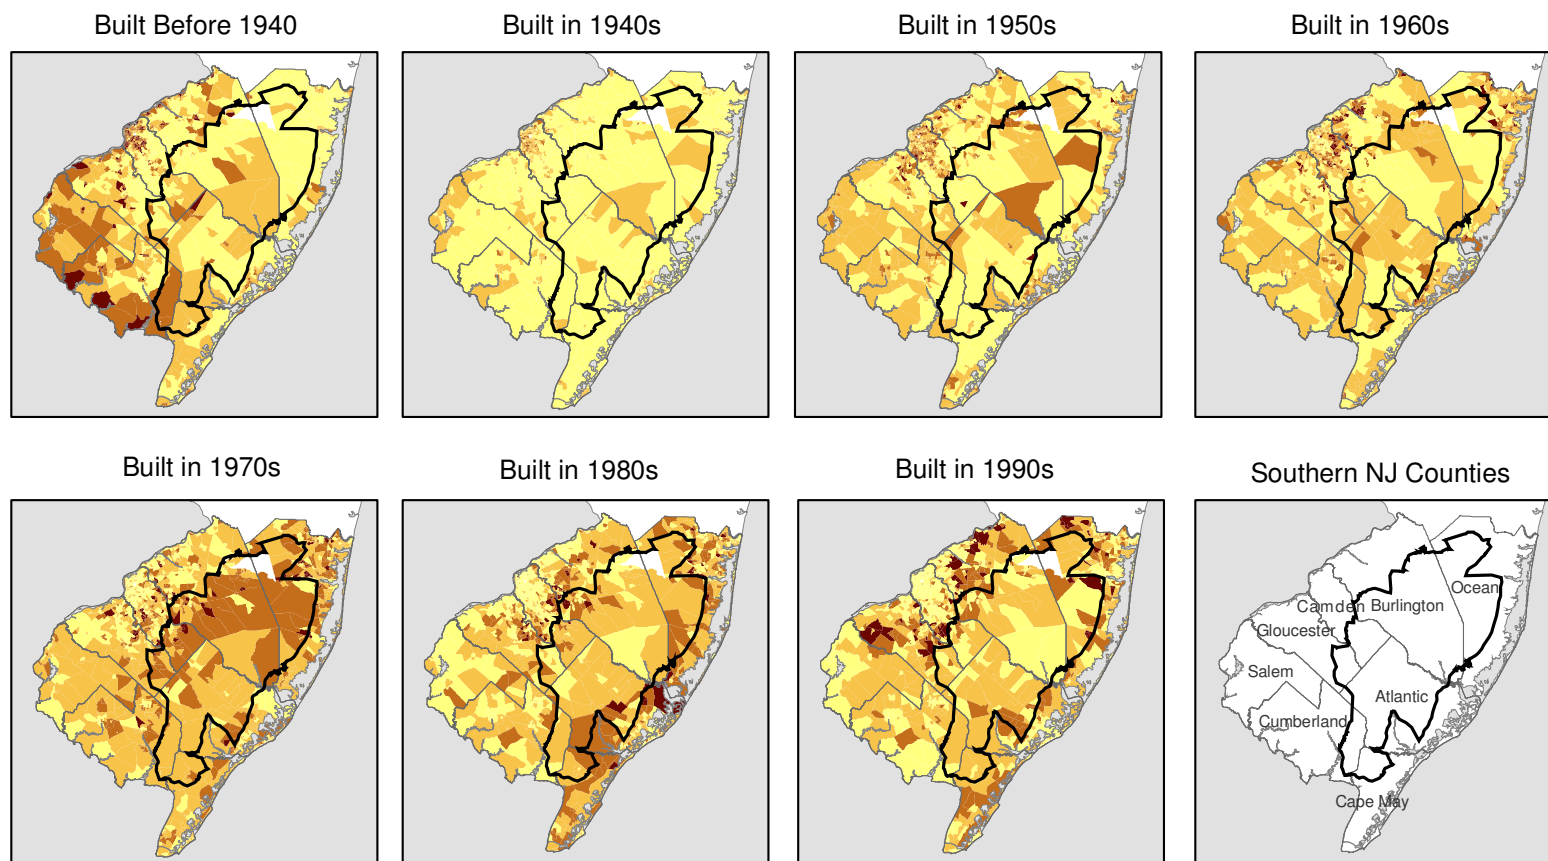 Built Before 1940
Built in 1940s
Built in 1950s
Built in 1960s
Built in 1970s
Built in 1980s
Built in 1990s
Southern NJ Counties
Ocean
Camden
Burlington
Gloucester
Salem
Atlantic
Cumberland
Cape May